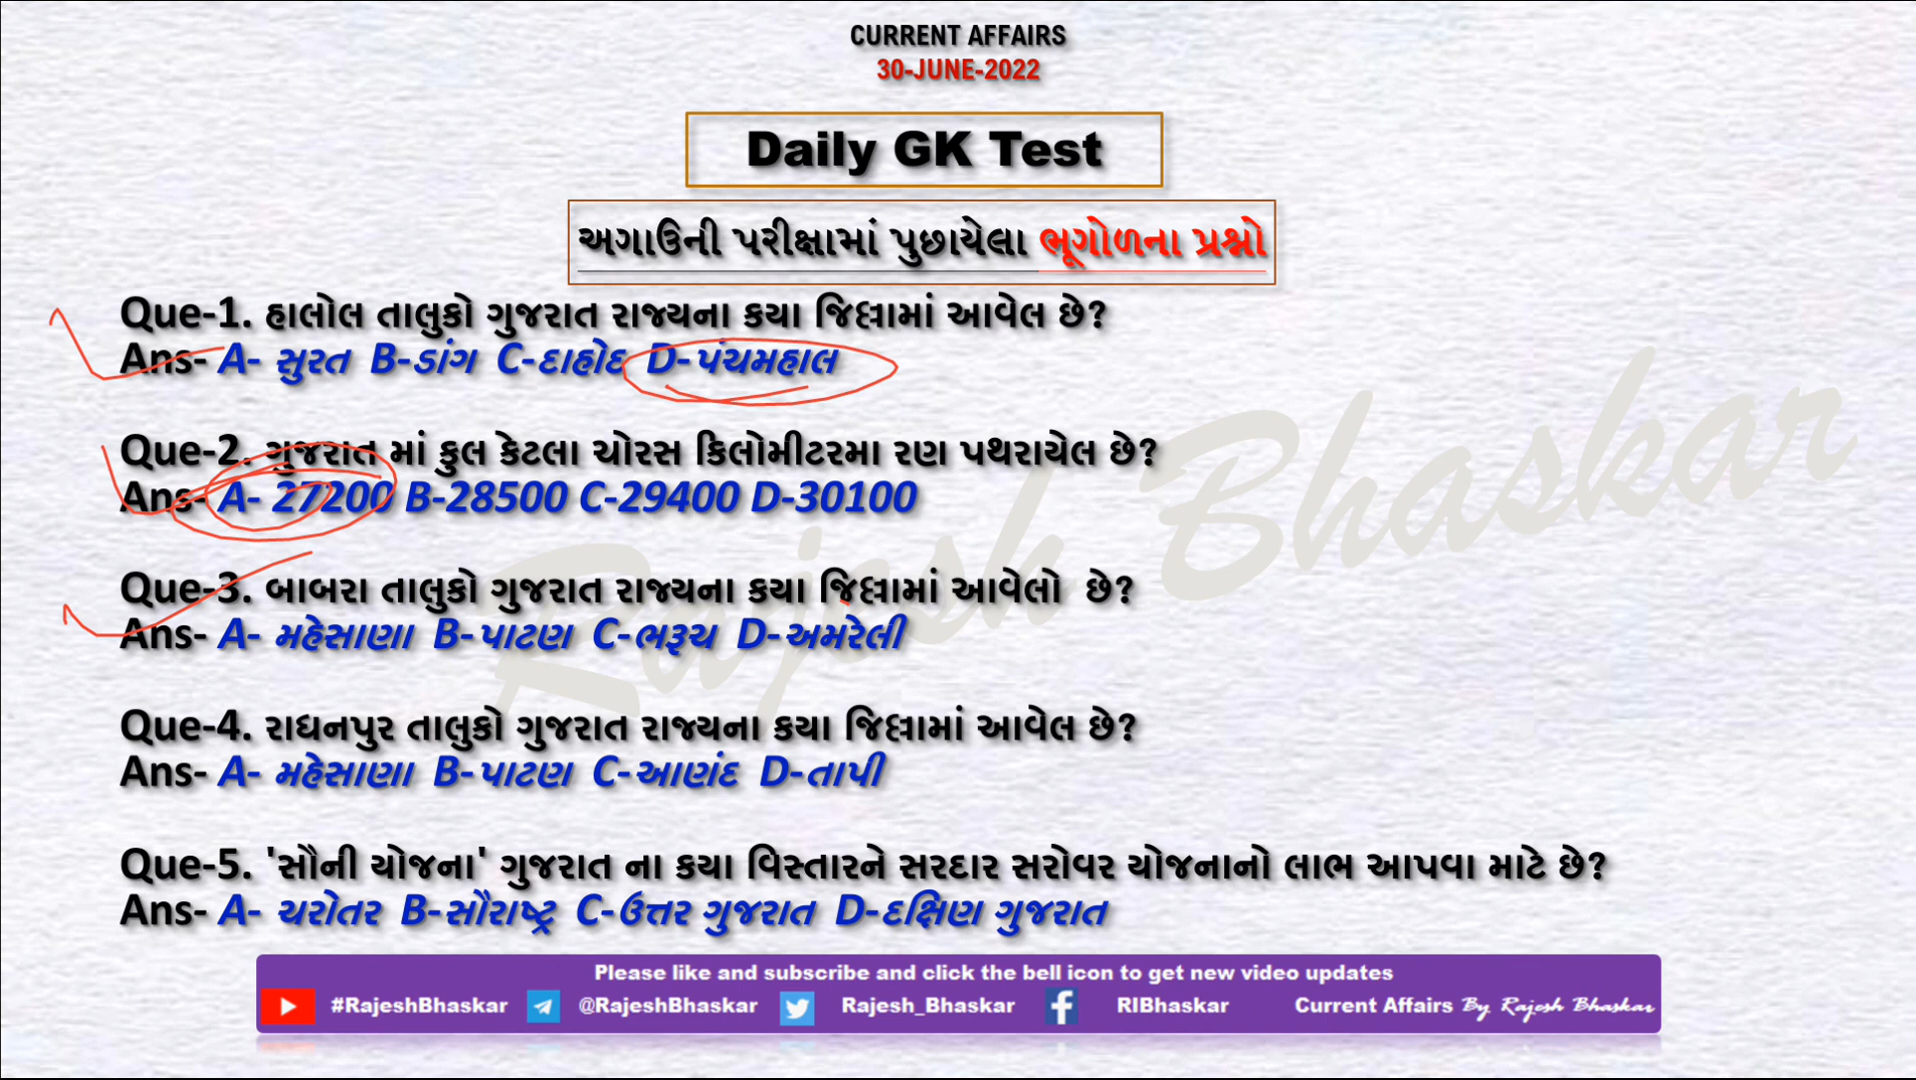 CURRENT AFFAIRS
30-JUNE-2022
Daily GK Test
અગાઉની પરીક્ષામાં પુછાયેલા ભૂગોળના પ્રશ્નો
Que-1. હાલોલ તાલુકો ગુજરાત રાજ્યના કયા જિલ્લામાં આવેલ છે?
Ans- A- સુરત B-ડાંગ C-દાહોદ D-પંચમહાલ
Que-2. ગુજરાત માં કુલ કેટલા ચોરસ કિલોમીટરમા રણ પથરાયેલ છે?
Ans- A- 27200 B-28500 C-29400 D-30100
Que-3. બાબરા તાલુકો ગુજરાત રાજ્યના કયા જિલ્લામાં આવેલો છે?
Ans- A- મહેસાણા B-પાટણ C-ભરૂચ D-અમરેલી
Que-4. રાધનપુર તાલુકો ગુજરાત રાજ્યના કયા જિલ્લામાં આવેલ છે?
Ans- A- મહેસાણા B-પાટણ C-આણંદ D-તાપી
Que-5. 'સૌની યોજના' ગુજરાત ના કયા વિસ્તારને સરદાર સરોવર યોજનાનો લાભ આપવા માટે છે?
Ans- A- ચરોતર B-સૌરાષ્ટ્ર C-ઉત્તર ગુજરાત D-દક્ષિણ ગુજરાત
Rajesh Bhaskar
Please like and subscribe and click the bell icon to get new video updates
#RajeshBhaskar @RajeshBhaskar Rajesh_Bhaskar RIBhaskar Current Affairs By Rajesh Bhaskar